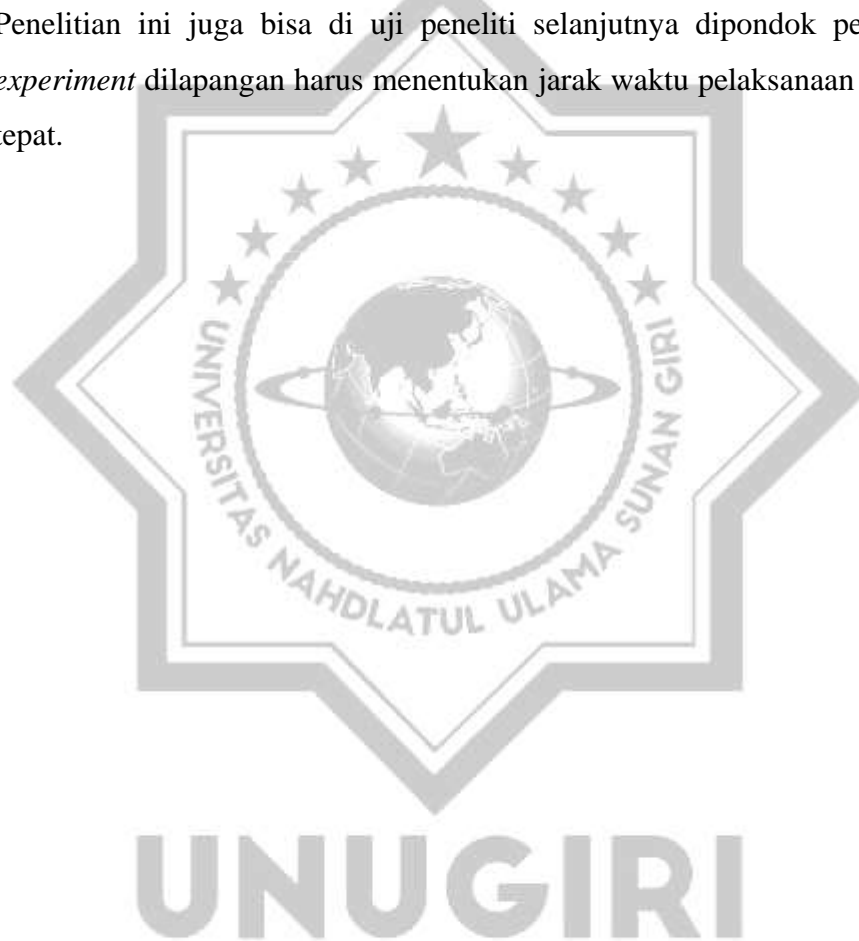 Penelitian ini juga bisa di uji peneliti selanjutnya dipondok pe
experiment dilapangan harus menentukan jarak waktu pelaksanaan
tepat.
UNIVERSITAS NAHDLATUL ULAMA SUNAN GIRI
UNUGIRI